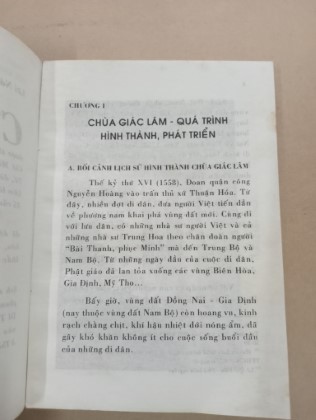 CHƯƠNG 1
CHÙA GIÁC LÂM - QUÁ TRÌNH
HÌNH THÀNH, PHÁT TRIỂN
A. BỐI CẢNH LỊCH SỬ HÌNH THÀNH CHÙA GIÁC LÂM
Thế kỷ thứ XVI (1558), Đoan quận công
Nguyễn Hoàng vào trấn thủ xứ Thuận Hóa. Từ
đây, nhiều đợt di dân, đưa người Việt tiến
dần về phương nam khai phá vùng đất mới. Cùng đi
với lưu dân, có những nhà sư người Việt và cả
những nhà sư Trung Hoa theo chân đoàn người
"Bài Thanh, phục Minh" mà đến Trung Bộ và
Nam Bộ. Từ những ngày đầu của cuộc di dân,
Phật giáo đã lan tỏa xuống các vùng Biên Hòa,
Gia Định, Mỹ Tho...
Bấy giờ, vùng đất Đồng Nai - Gia Định
(nay thuộc vùng đất Nam Bộ) còn hoang vu, kinh
rạch chằng chịt, khí hậu nhiệt đới nóng ẩm, đã
gây khó khăn không ít cho cuộc sống buổi đầu
của những di dân.